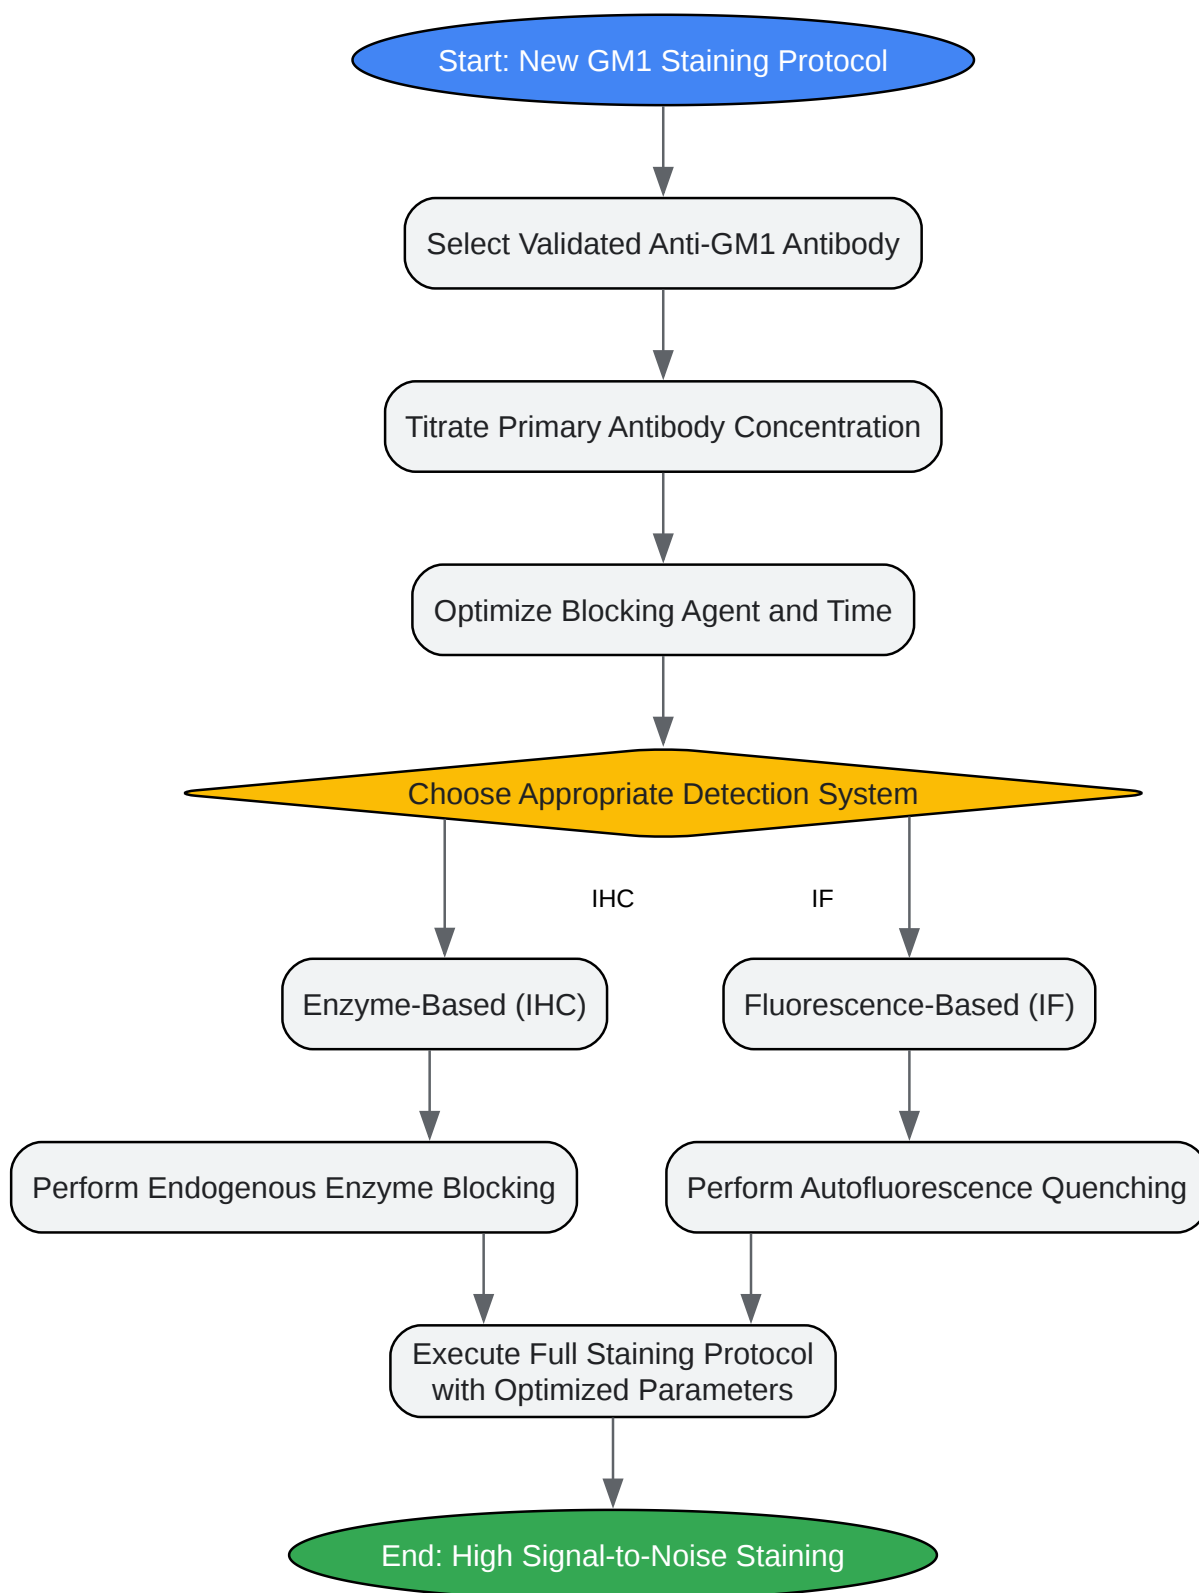 Start: New GM1 Staining Protocol
Select Validated Anti-GM1 Antibody
Titrate Primary Antibody Concentration
Optimize Blocking Agent and Time
Choose Appropriate Detection System
IHC
IF
Enzyme-Based (IHC)
Fluorescence-Based (IF)
Perform Endogenous Enzyme Blocking
Perform Autofluorescence Quenching
Execute Full Staining Protocol
with Optimized Parameters
End: High Signal-to-Noise Staining